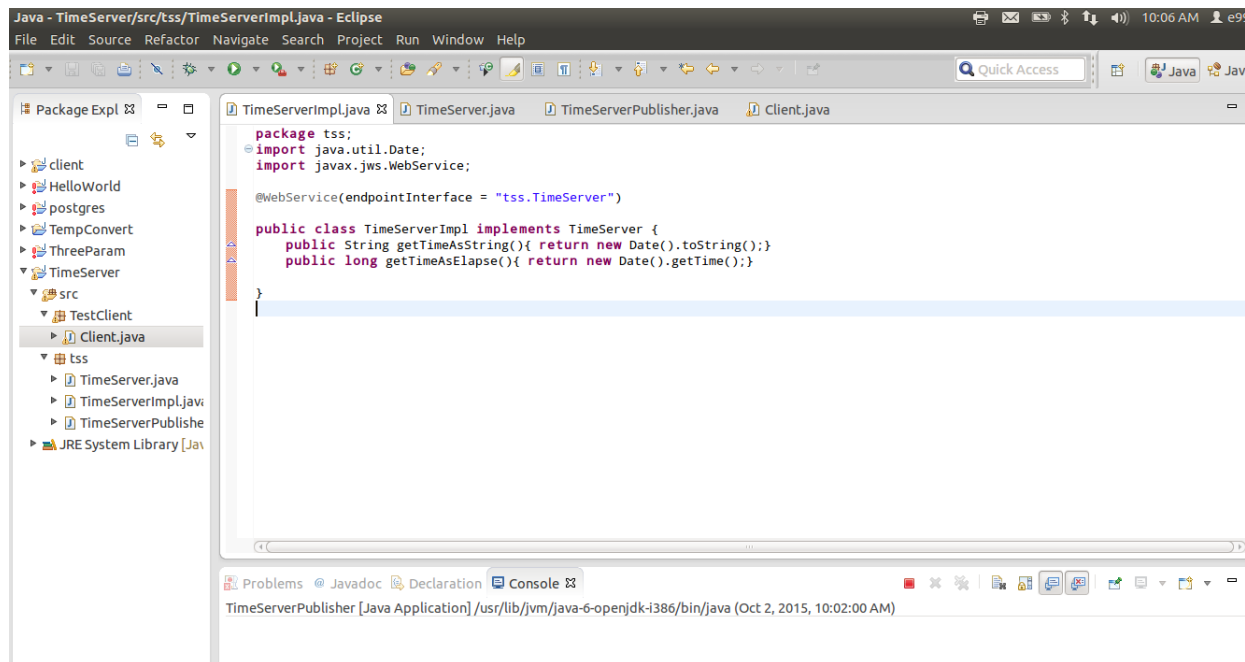 Java - TimeServer/src/tss/TimeServerImpl.java - Eclipse
10:06 AM
File Edit Source Refactor Navigate Search Project Run Window Help
Quick Access
Java
Package Expl
TimeServerImpl.java
TimeServer.java
TimeServerPublisher.java
Client.java
client
HelloWorld
postgres
TempConvert
ThreeParam
TimeServer
src
TestClient
Client.java
tss
TimeServer.java
TimeServerImpl.java
TimeServerPublishe
JRE System Library [Jav
package tss;
import java.util.Date;
import javax.jws.WebService;
@WebService(endpointInterface = "tss.TimeServer")
public class TimeServerImpl implements TimeServer {
public String getTimeAsString(){ return new Date().toString();}
public long getTimeAsElapse(){ return new Date().getTime();}
}
Problems @ Javadoc Declaration Console
TimeServerPublisher [Java Application] /usr/lib/jvm/java-6-openjdk-i386/bin/java (Oct 2, 2015, 10:02:00 AM)